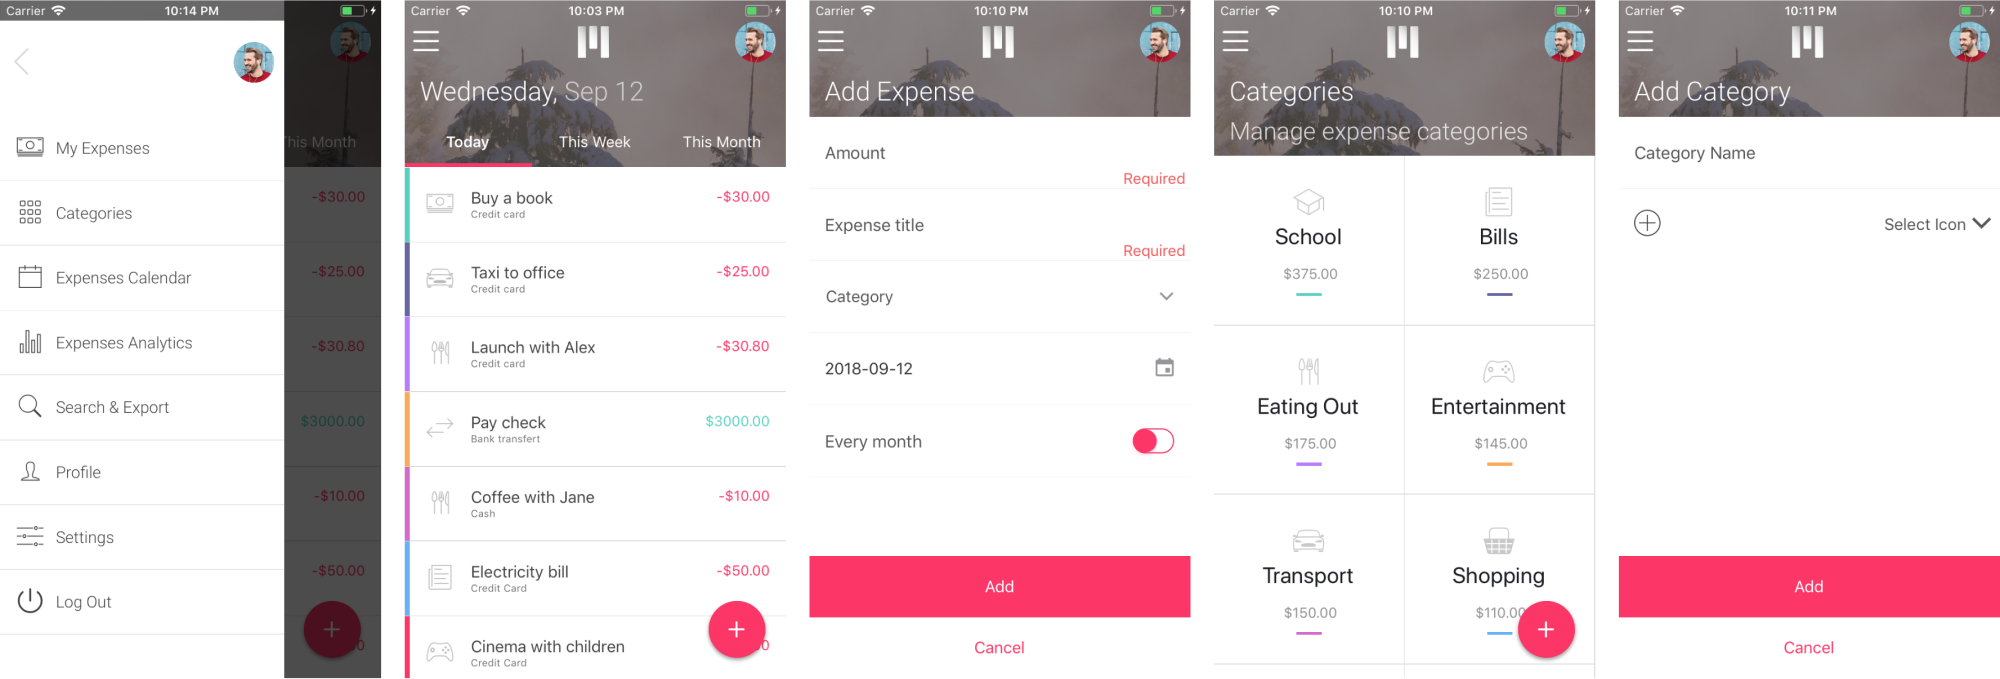 Carrier 10:14 PM
My Expenses
Categories
Expenses Calendar
Expenses Analytics
Search & Export
Profile
Settings
Log Out
This Month
-$30.00
-$25.00
-$30.80
$3000.00
-$10.00
-$50.00
0
Carrier 10:03 PM
Wednesday, Sep 12
Today This Week This Month
Buy a book -$30.00
Credit card
Taxi to office -$25.00
Credit card
Launch with Alex -$30.80
Credit card
Pay check $3000.00
Bank transfert
Coffee with Jane -$10.00
Cash
Electricity bill -$50.00
Credit Card
Cinema with children 0
Credit Card
Carrier 10:10 PM
Add Expense
Amount
Required
Expense title
Required
Category
2018-09-12
Every month
Add
Cancel
Carrier 10:10 PM
Categories
Manage expense categories
School
$375.00
Bills
$250.00
Eating Out
$175.00
Entertainment
$145.00
Transport
$150.00
Shopping
$110.00
Carrier 10:11 PM
Add Category
Category Name
Select Icon
Add
Cancel